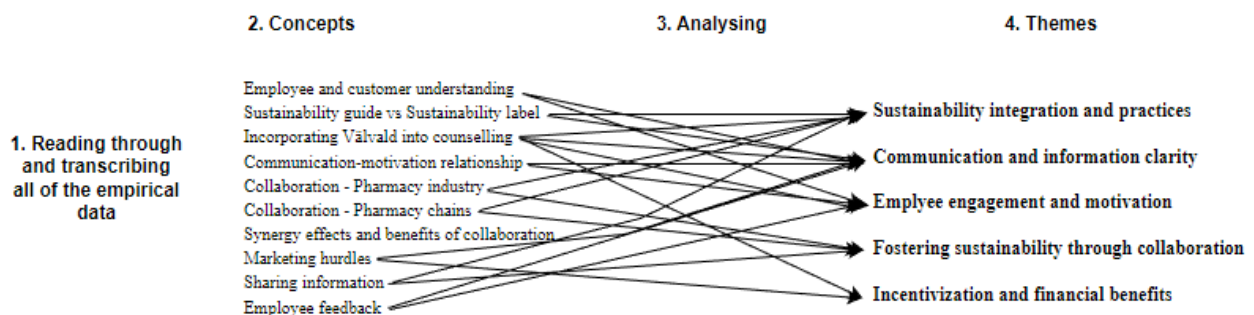 2. Concepts
3. Analysing
4. Themes
1. Reading through
and transcribing
all of the empirical
data
Employee and customer understanding
Sustainability guide vs Sustainability label
Incorporating Välvald into counselling
Communication-motivation relationship
Collaboration - Pharmacy industry
Collaboration - Pharmacy chains
Synergy effects and benefits of collaboration
Marketing hurdles
Sharing information
Employee feedback
Sustainability integration and practices
Communication and information clarity
Emplyee engagement and motivation
Fostering sustainability through collaboration
Incentivization and financial benefits